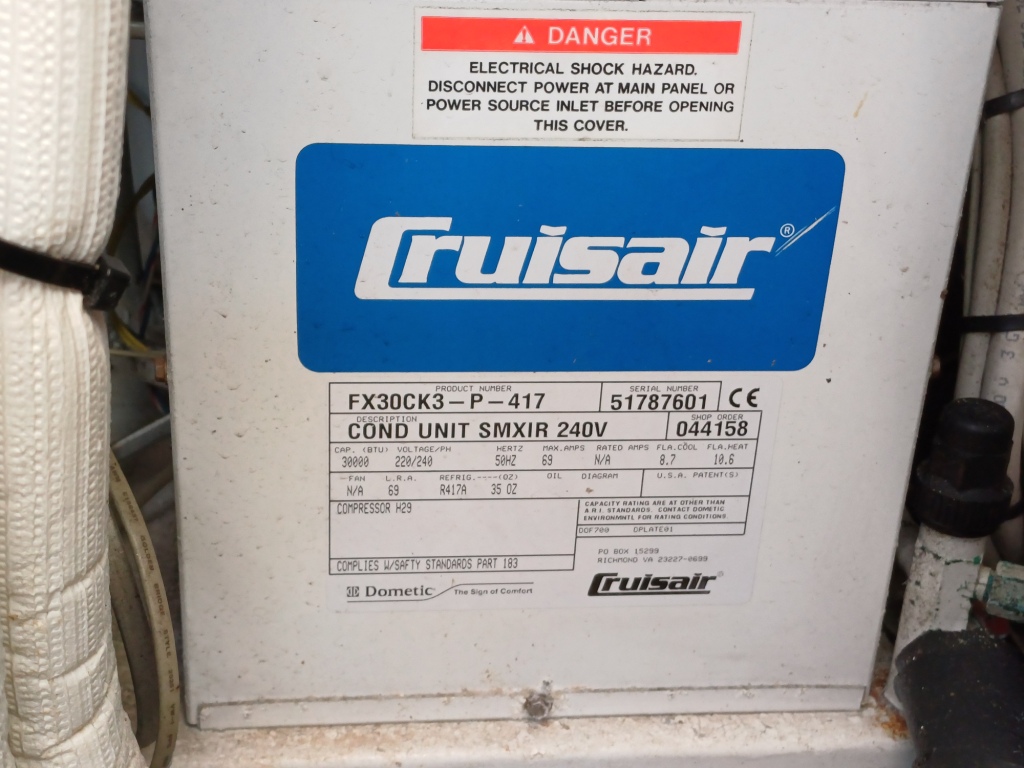 DANGER
ELECTRICAL SHOCK HAZARD.
DISCONNECT POWER AT MAIN PANEL OR
POWER SOURCE INLET BEFORE OPENING
THIS COVER.
Cruisair®
PRODUCT NUMBER SERIAL NUMBER
FX30CK3-P-417 51787601 CE
DESCRIPTION SHOP ORDER
COND UNIT SMXIR 240V 044158
CAP. (BTU) VOLTAGE/PH HERTZ MAX.AMPS RATED AMPS FLA.COOL FLA.HEAT
30000 220/240 50HZ 69 N/A 8.7 10.6
FAN L.R.A. REFRIG.----(OZ) OIL DIAGRAM U.S.A. PATENT(S)
N/A 69 R417A 35 OZ
COMPRESSOR H29
CAPACITY RATING ARE AT OTHER THAN
A.R.I. STANDARDS. CONTACT DOMETIC
ENVIRONMNTL FOR RATING CONDITIONS.
DOF700 DPLATE01
PO BOX 15299
RICHMOND VA 23227-0699
COMPLIES W/SAFTY STANDARDS PART 183
Dometic The Sign of Comfort
Cruisair®